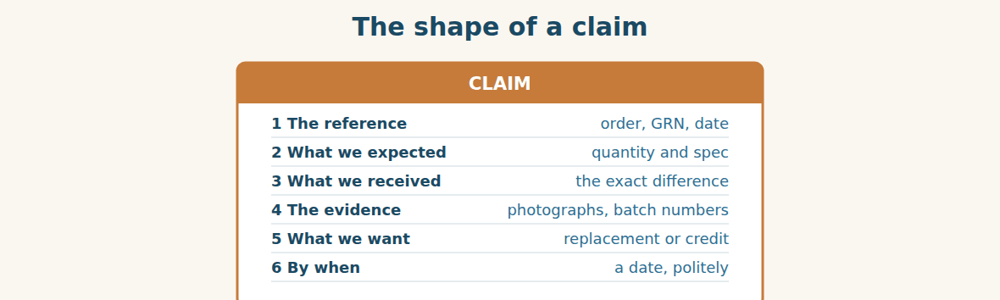 The shape of a claim
CLAIM
1 The reference order, GRN, date
2 What we expected quantity and spec
3 What we received the exact difference
4 The evidence photographs, batch numbers
5 What we want replacement or credit
6 By when a date, politely